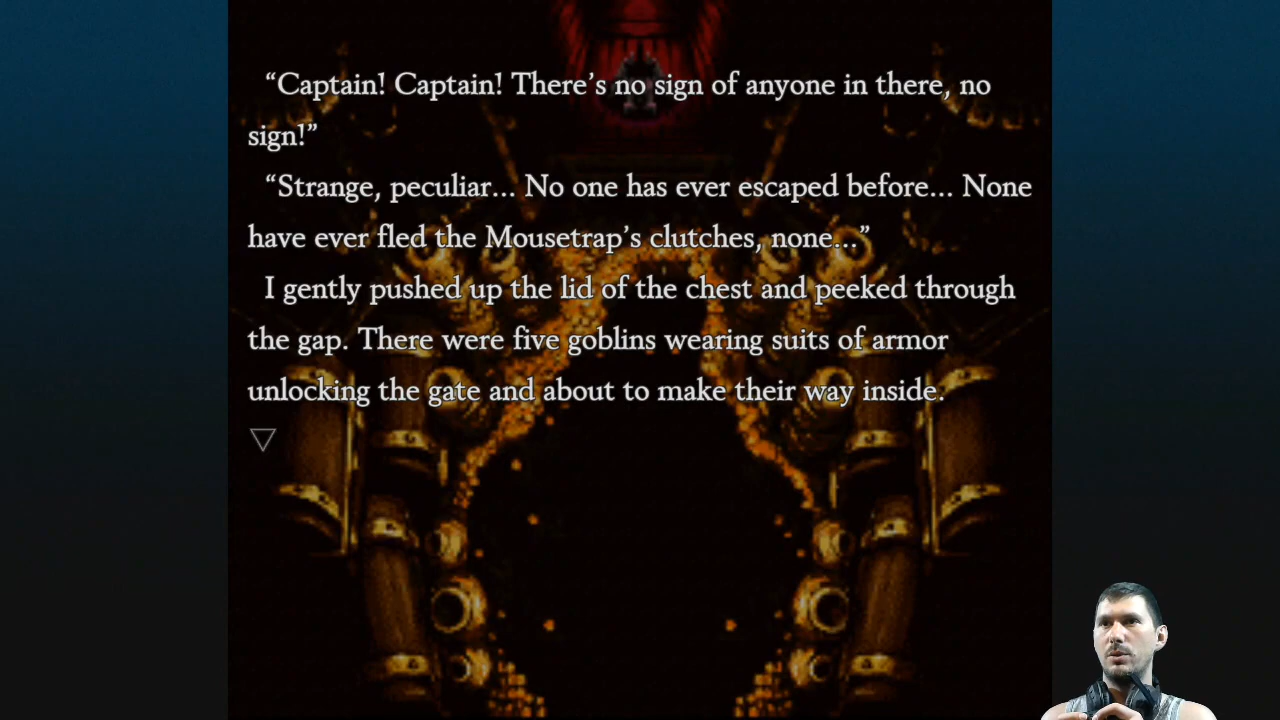 “Captain! Captain! There’s no sign of anyone in there, no
sign!”
“Strange, peculiar... No one has ever escaped before... None
have ever fled the Mousetrap’s clutches, none...”
I gently pushed up the lid of the chest and peeked through
the gap. There were five goblins wearing suits of armor
unlocking the gate and about to make their way inside.